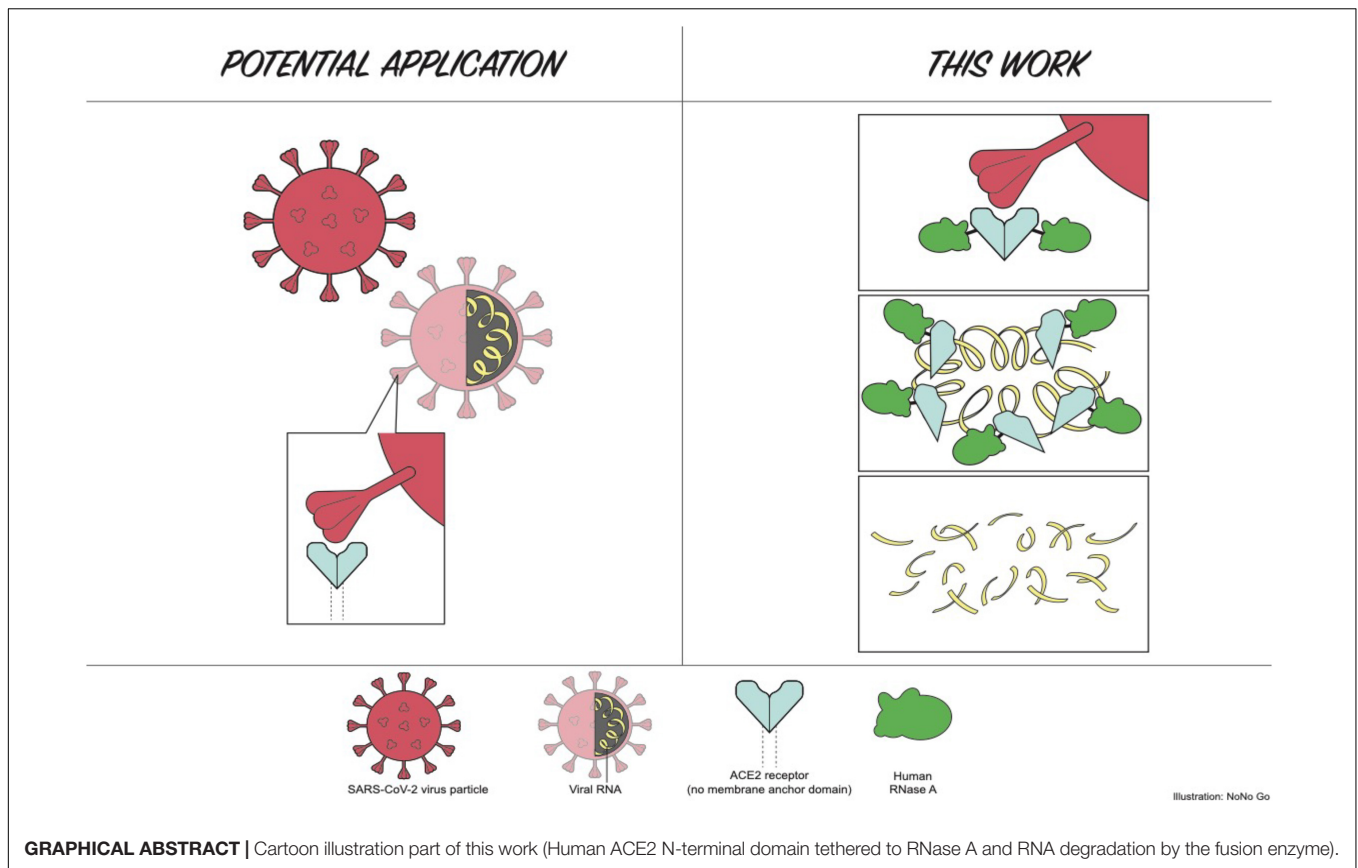 POTENTIAL APPLICATION
THIS WORK
SARS-CoV-2 virus particle
Viral RNA
ACE2 receptor
(no membrane anchor domain)
Human
RNase A
Illustration: NoNo Go
GRAPHICAL ABSTRACT | Cartoon illustration part of this work (Human ACE2 N-terminal domain tethered to RNase A and RNA degradation by the fusion enzyme).